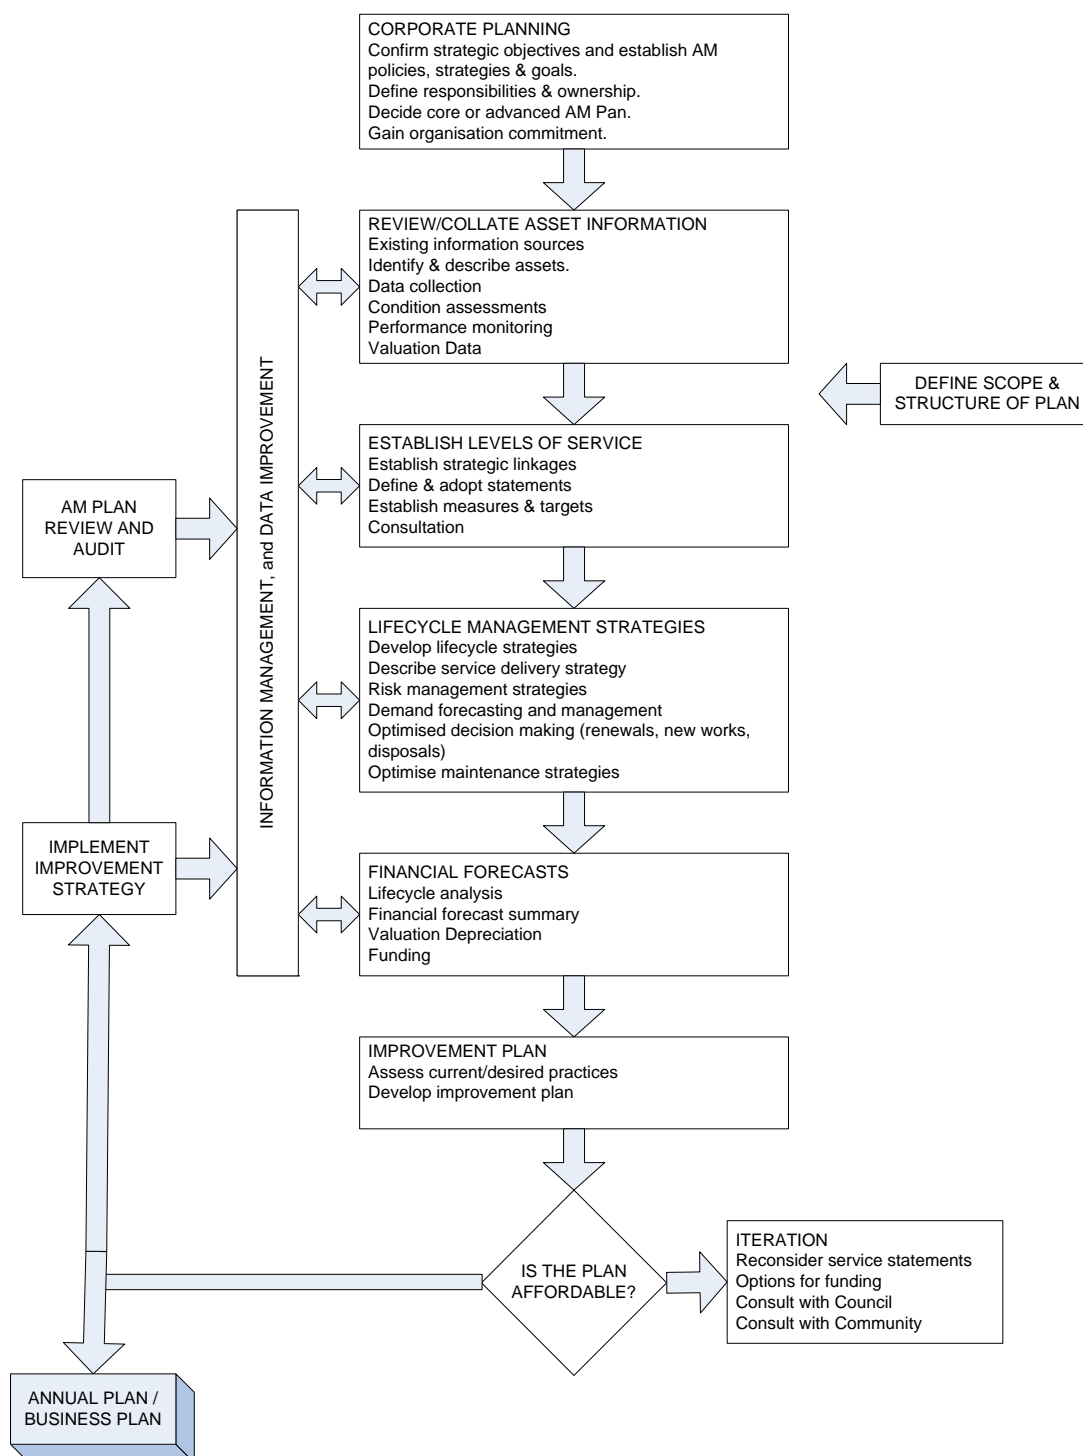 CORPORATE PLANNING
Confirm strategic objectives and establish AM
policies, strategies & goals.
Define responsibilities & ownership.
Decide core or advanced AM Pan.
Gain organisation commitment.
REVIEW/COLLATE ASSET INFORMATION
Existing information sources
Identify & describe assets.
Data collection
Condition assessments
Performance monitoring
Valuation Data
DEFINE SCOPE &
STRUCTURE OF PLAN
INFORMATION MANAGEMENT, and DATA IMPROVEMENT
ESTABLISH LEVELS OF SERVICE
Establish strategic linkages
Define & adopt statements
Establish measures & targets
Consultation
AM PLAN
REVIEW AND
AUDIT
LIFECYCLE MANAGEMENT STRATEGIES
Develop lifecycle strategies
Describe service delivery strategy
Risk management strategies
Demand forecasting and management
Optimised decision making (renewals, new works,
disposals)
Optimise maintenance strategies
IMPLEMENT
IMPROVEMENT
STRATEGY
FINANCIAL FORECASTS
Lifecycle analysis
Financial forecast summary
Valuation Depreciation
Funding
IMPROVEMENT PLAN
Assess current/desired practices
Develop improvement plan
IS THE PLAN
AFFORDABLE?
ITERATION
Reconsider service statements
Options for funding
Consult with Council
Consult with Community
ANNUAL PLAN /
BUSINESS PLAN